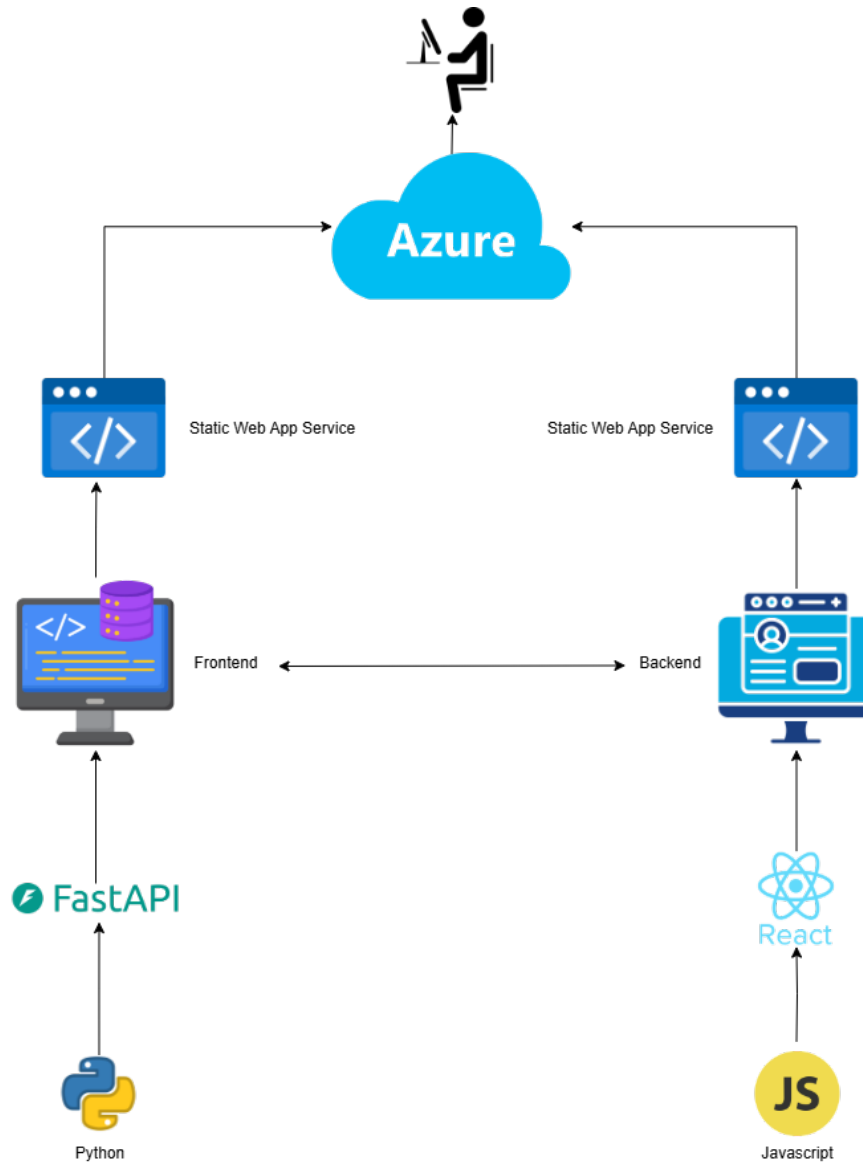 Azure
Static Web App Service
Static Web App Service
</>
</>
</>
Frontend
Backend
FastAPI
React
JS
Python
Javascript